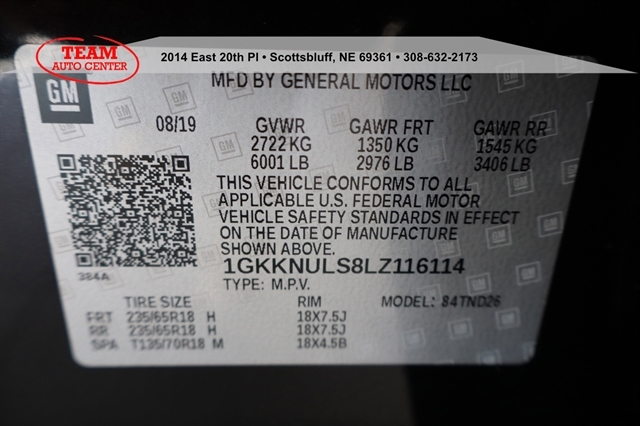 TEAM
AUTO CENTER
2014 East 20th Pl • Scottsbluff, NE 69361 • 308-632-2173
MFD BY GENERAL MOTORS LLC
GM
08/19 GVWR GAWR FRT GAWR RR
2722 KG 1350 KG 1545 KG
6001 LB 2976 LB 3406 LB
THIS VEHICLE CONFORMS TO ALL
APPLICABLE U.S. FEDERAL MOTOR
VEHICLE SAFETY STANDARDS IN EFFECT
ON THE DATE OF MANUFACTURE
SHOWN ABOVE.
384A
1GKKNULS8LZ116114
TYPE: M.P.V.
TIRE SIZE RIM MODEL: 84TND26
FRT 235/65R18 H 18X7.5J
RR 235/65R18 H 18X7.5J
SPA T135/70R18 M 18X4.5B